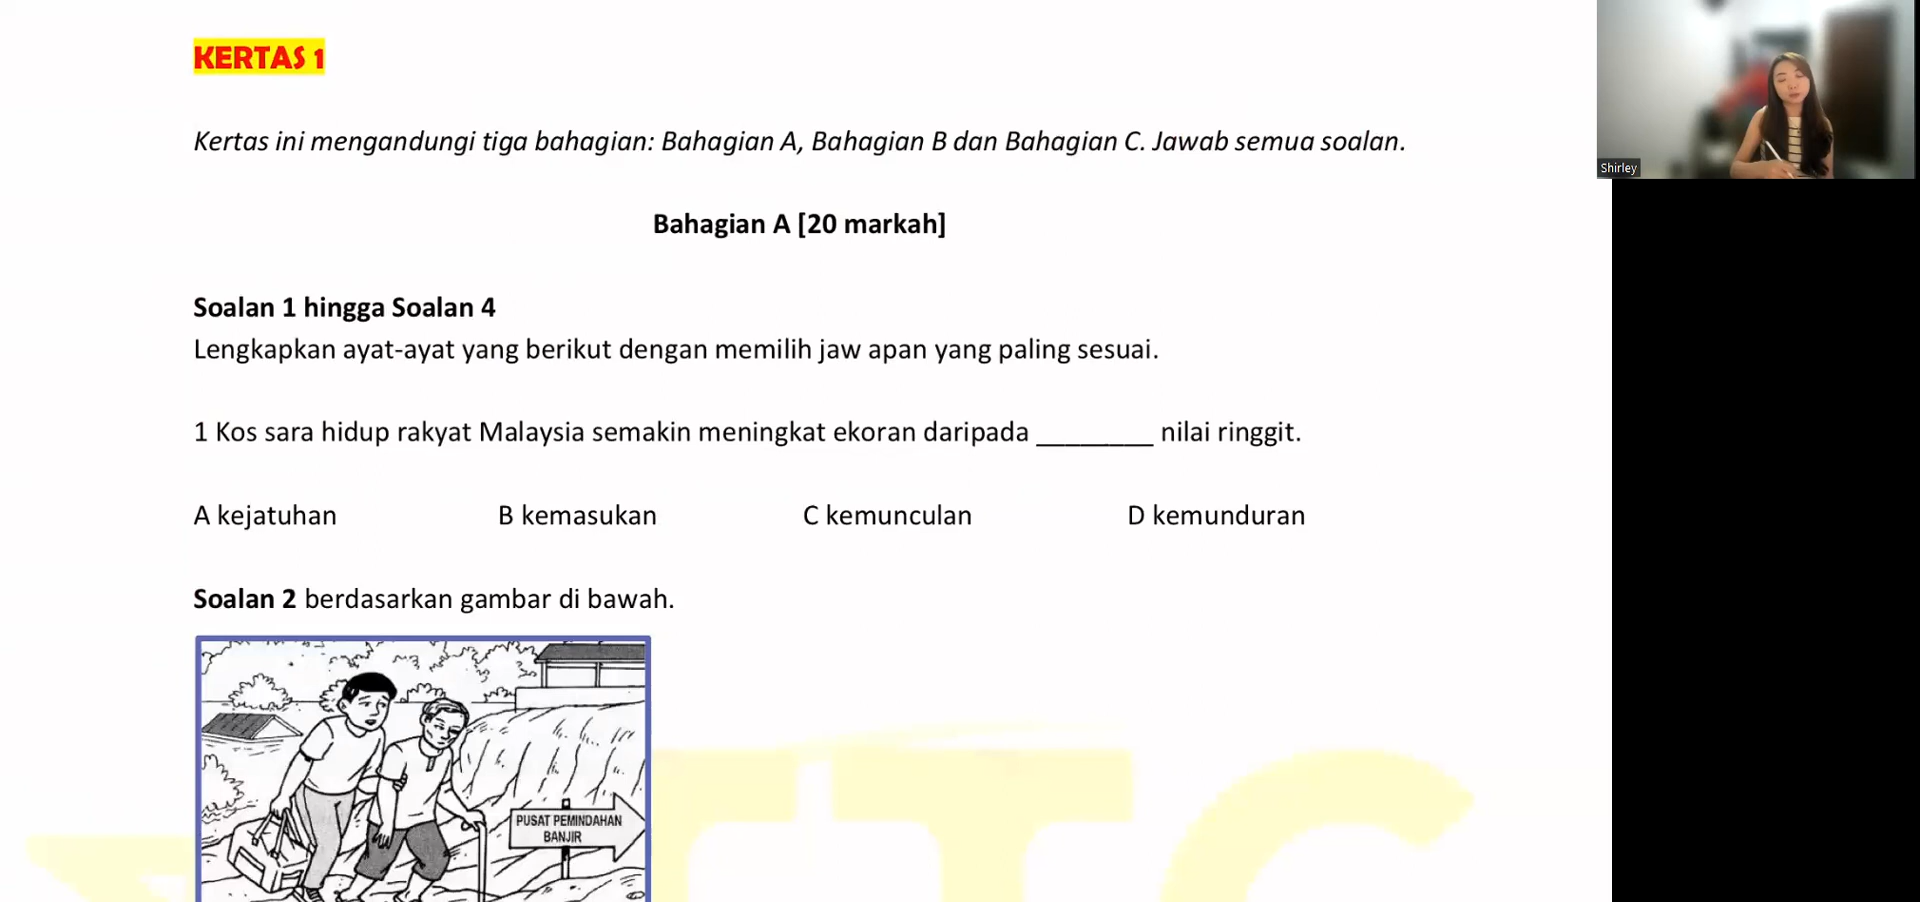 KERTAS 1
Kertas ini mengandungi tiga bahagian: Bahagian A, Bahagian B dan Bahagian C. Jawab semua soalan.
Bahagian A [20 markah]
Soalan 1 hingga Soalan 4
Lengkapkan ayat-ayat yang berikut dengan memilih jaw apan yang paling sesuai.
1 Kos sara hidup rakyat Malaysia semakin meningkat ekoran daripada ________ nilai ringgit.
A kejatuhan B kemasukan C kemunculan D kemunduran
Soalan 2 berdasarkan gambar di bawah.
PUSAT PEMINDAHAN
BANJIR
Shirley